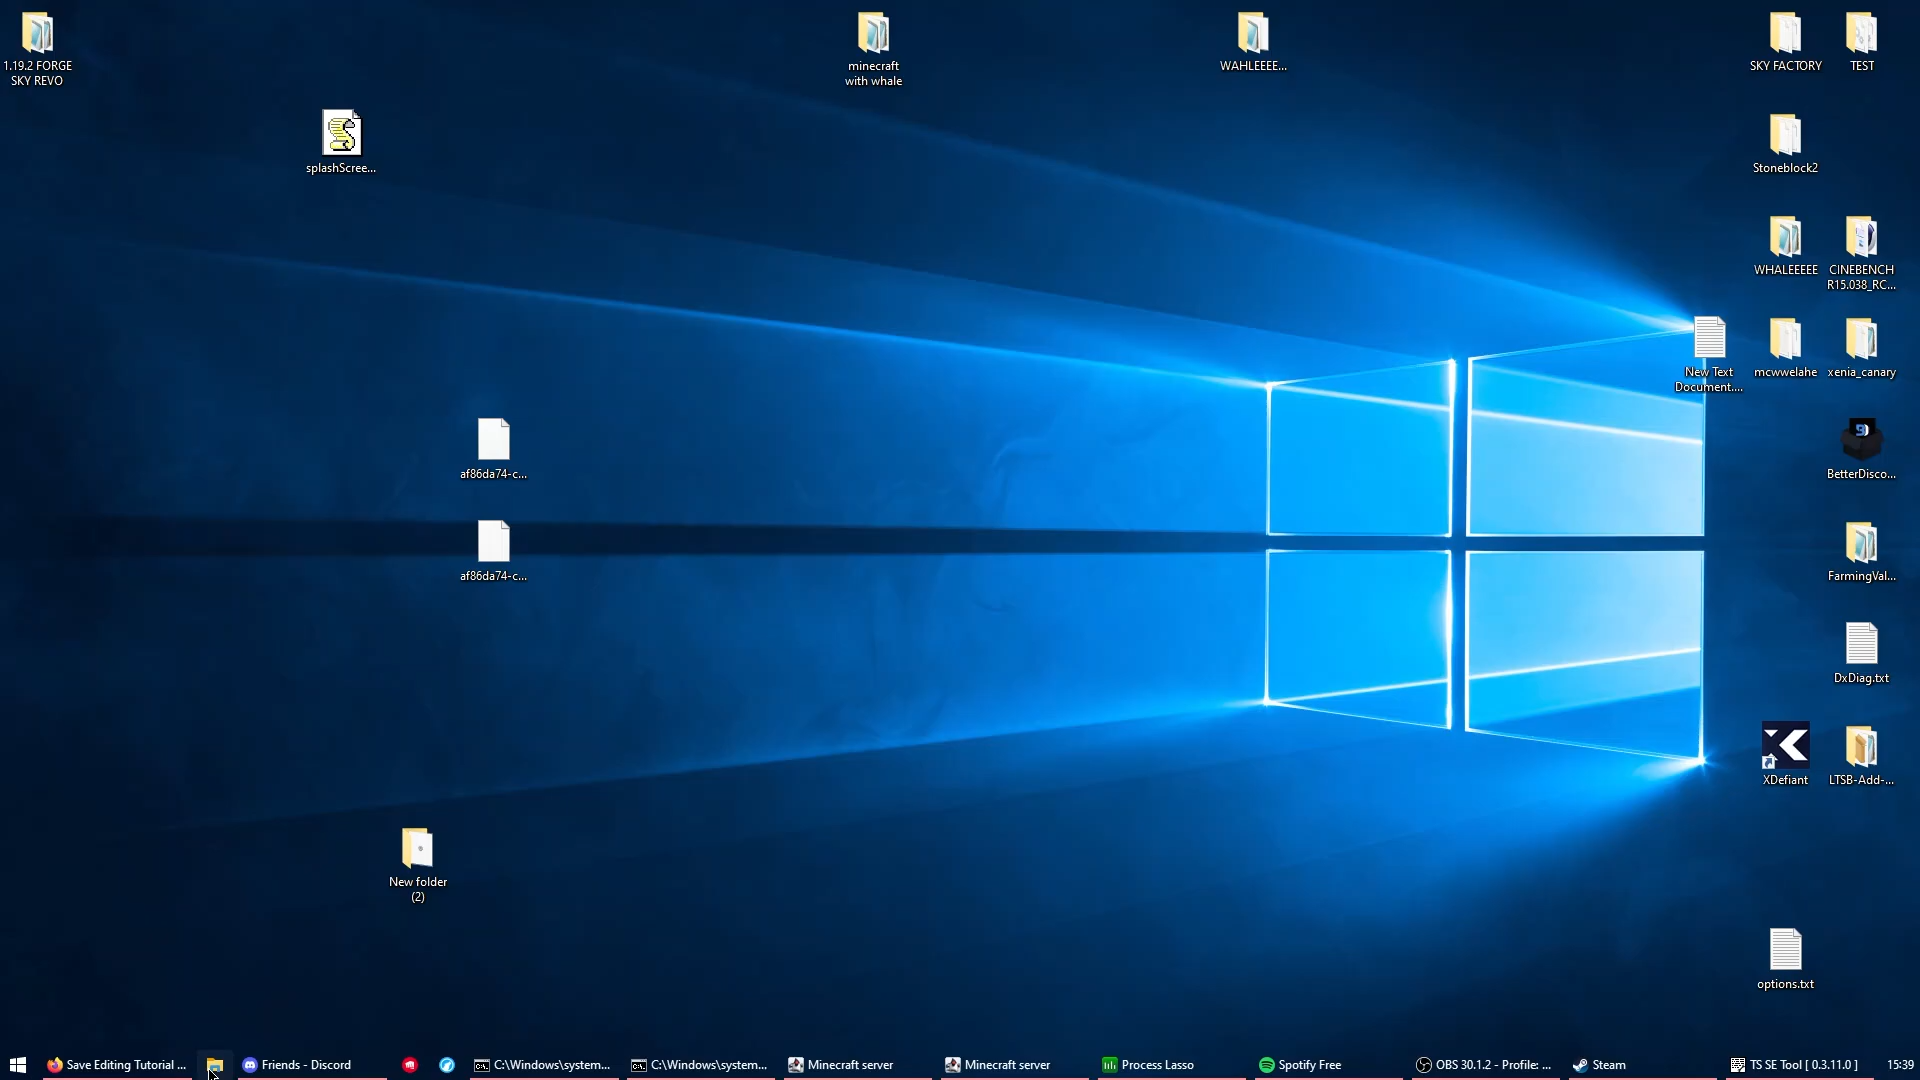 1.19.2 FORGE
SKY REVO
minecraft
with whale
WAHLEEEE...
SKY FACTORY
TEST
splashScree...
Stoneblock2
WHALEEEEE
CINEBENCH
R15.038_RC...
New Text
Document....
mcwwelahe
xenia_canary
af86da74-c...
BetterDisco...
af86da74-c...
FarmingVal...
DxDiag.txt
XDefiant
LTSB-Add-...
New folder
(2)
options.txt
Save Editing Tutorial ...
Friends - Discord
C:\Windows\system...
C:\Windows\system...
Minecraft server
Minecraft server
Process Lasso
Spotify Free
OBS 30.1.2 - Profile: ...
Steam
TS SE Tool [ 0.3.11.0 ]
15:39